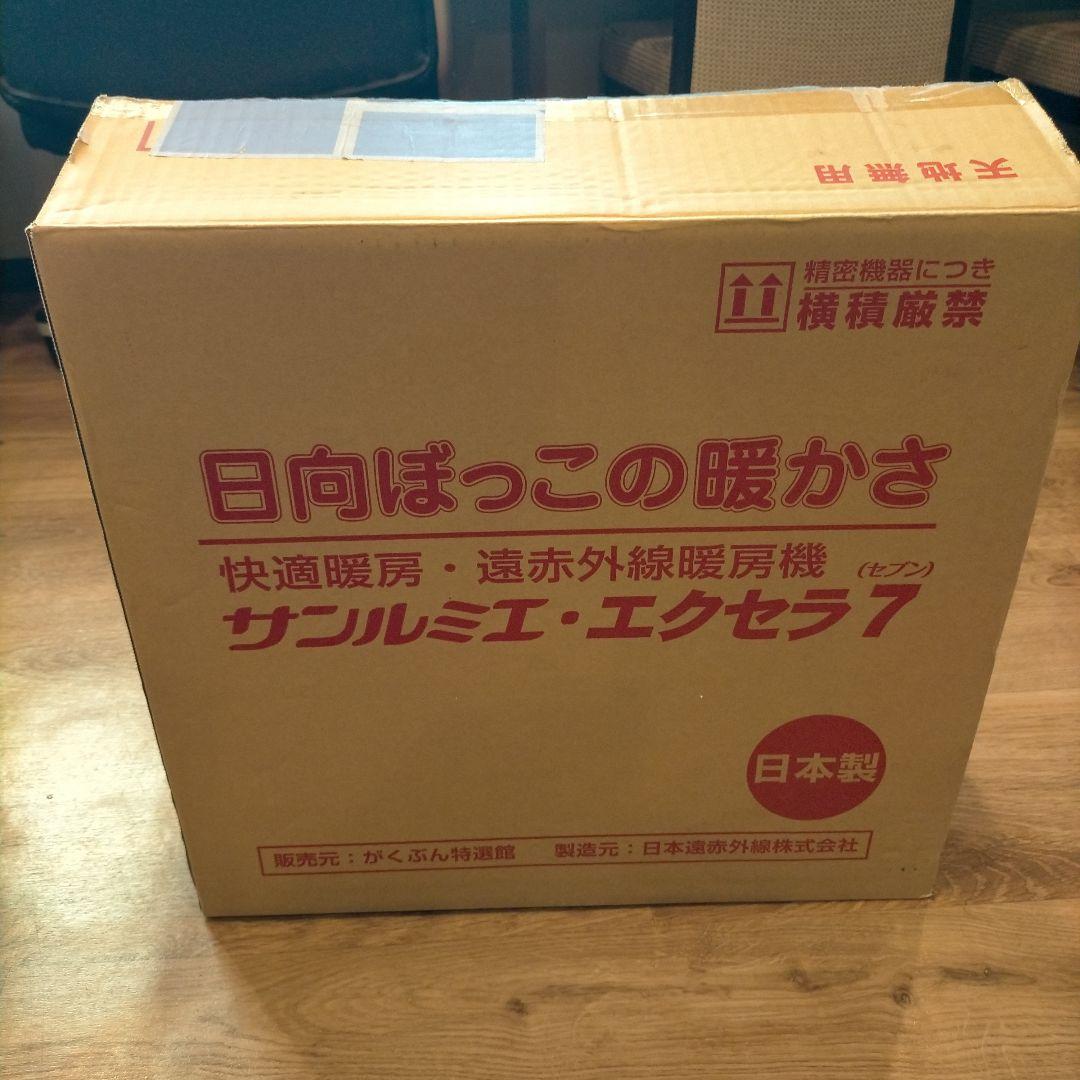 天地無用
精密機器につき
横積厳禁
日向ぼっこの暖かさ
快適暖房・遠赤外線暖房機
(セブン)
サンルミエ・エクセラ7
日本製
販売元:がくぶん特選館 製造元:日本遠赤外線株式会社